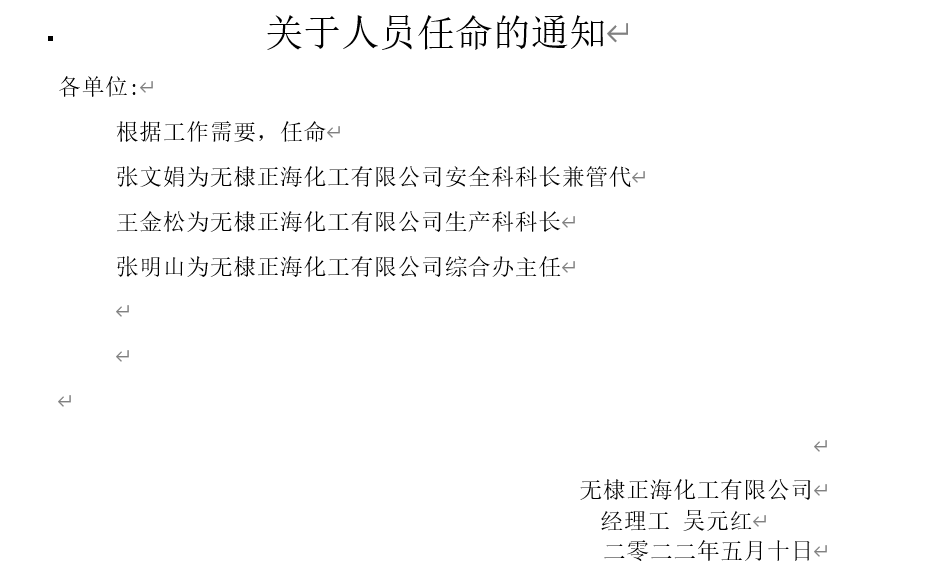 关于人员任命的通知
各单位:
根据工作需要，任命
张文娟为无棣正海化工有限公司安全科科长兼管代
王金松为无棣正海化工有限公司生产科科长
张明山为无棣正海化工有限公司综合办主任
无棣正海化工有限公司
经理工 吴元红
二零二二年五月十日